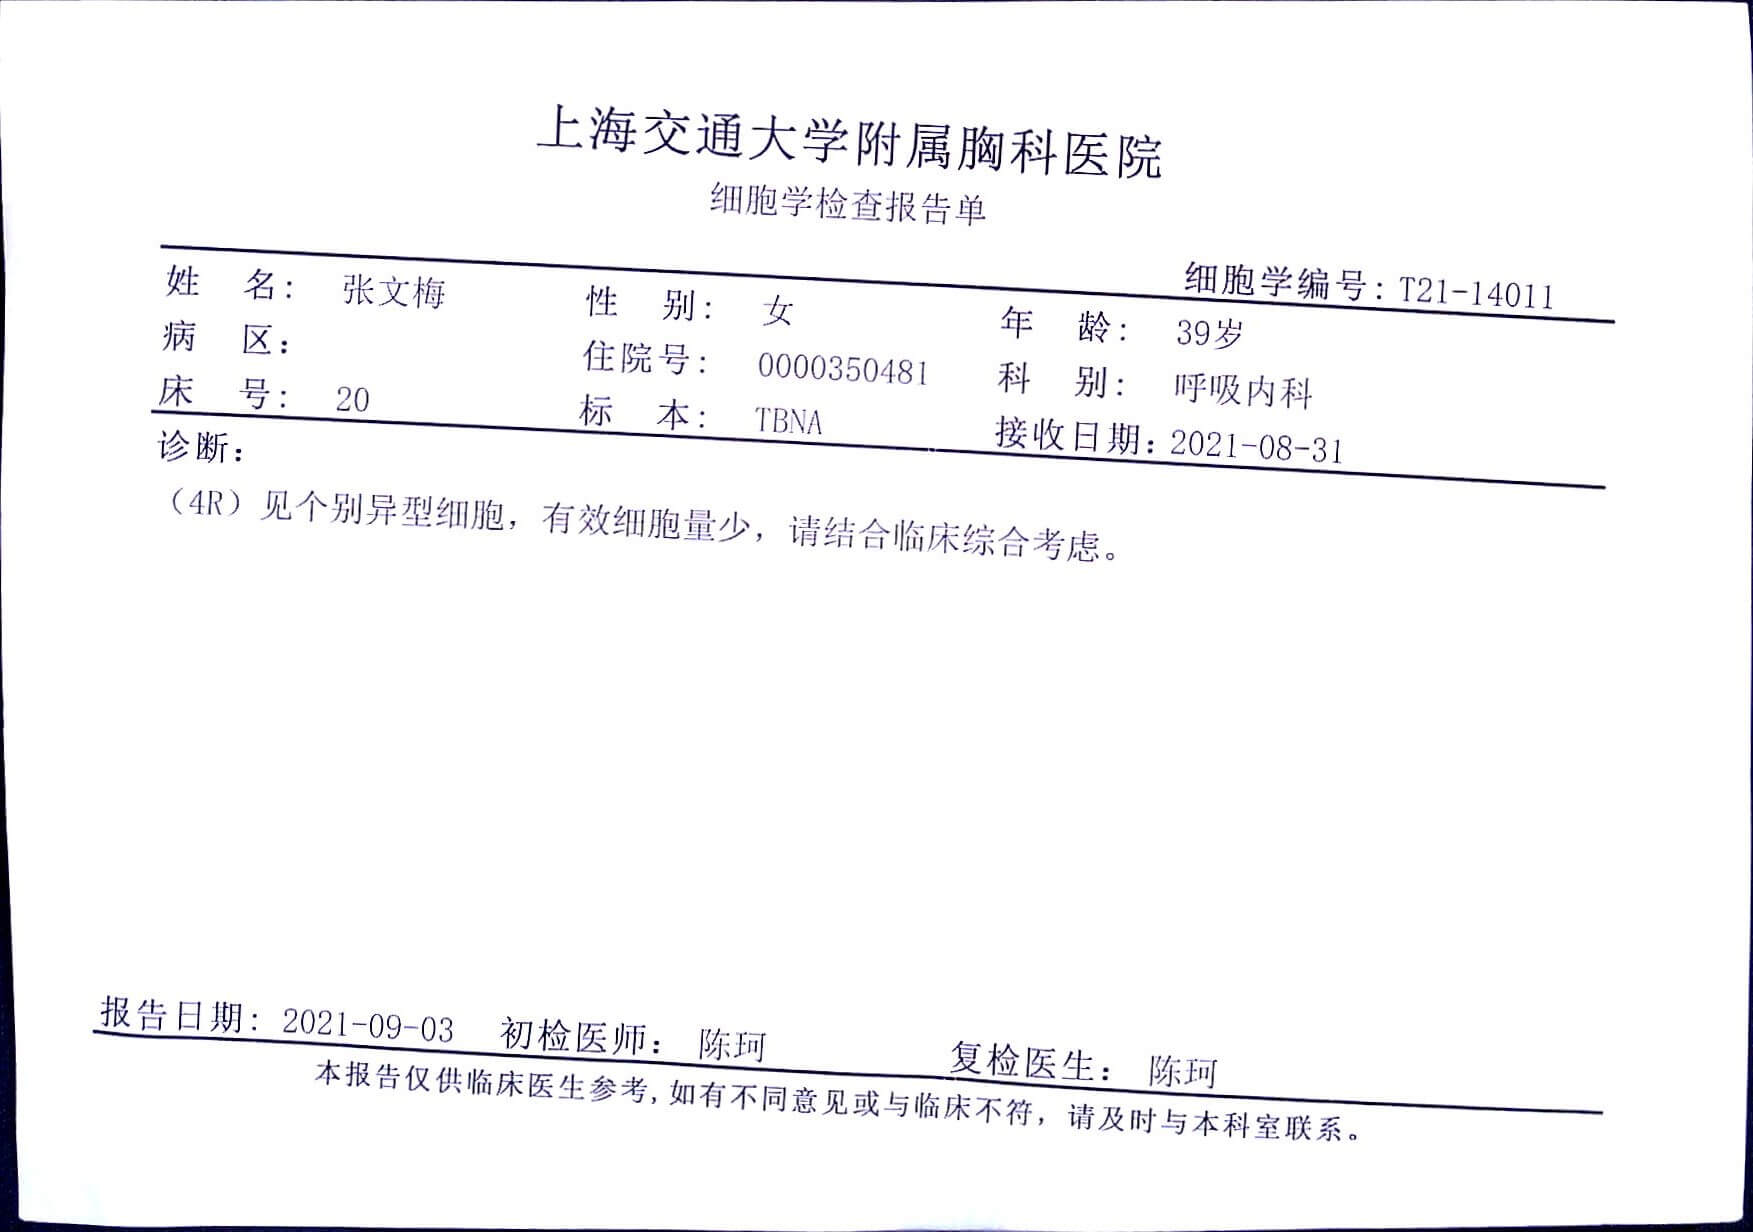 上海交通大学附属胸科医院
细胞学检查报告单
细胞学编号: T21-14011
姓 名: 张文梅 性 别: 女 年 龄: 39岁
病 区: 住院号: 0000350481 科 别: 呼吸内科
床 号: 20 标 本: TBNA 接收日期: 2021-08-31
诊断:
（4R）见个别异型细胞，有效细胞量少，请结合临床综合考虑。
报告日期: 2021-09-03 初检医师: 陈珂 复检医生: 陈珂
本报告仅供临床医生参考,如有不同意见或与临床不符，请及时与本科室联系。